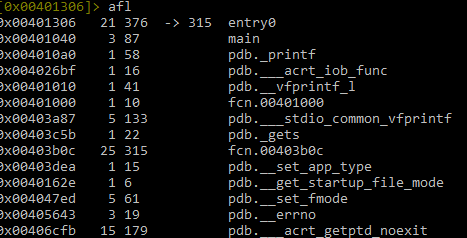 [0x00401306]> afl
0x00401306 21 376 -> 315 entry0
0x00401040 3 87 main
0x004010a0 1 58 pdb._printf
0x004026bf 1 16 pdb.___acrt_iob_func
0x00401010 1 41 pdb.__vfprintf_l
0x00401000 1 10 fcn.00401000
0x00403a87 5 133 pdb.___stdio_common_vfprintf
0x00403c5b 1 22 pdb._gets
0x00403b0c 25 315 fcn.00403b0c
0x00403dea 1 15 pdb.__set_app_type
0x0040162e 1 6 pdb.__get_startup_file_mode
0x004047ed 5 61 pdb.__set_fmode
0x00405643 3 19 pdb.__errno
0x00406cfb 15 179 pdb.___acrt_getptd_noexit